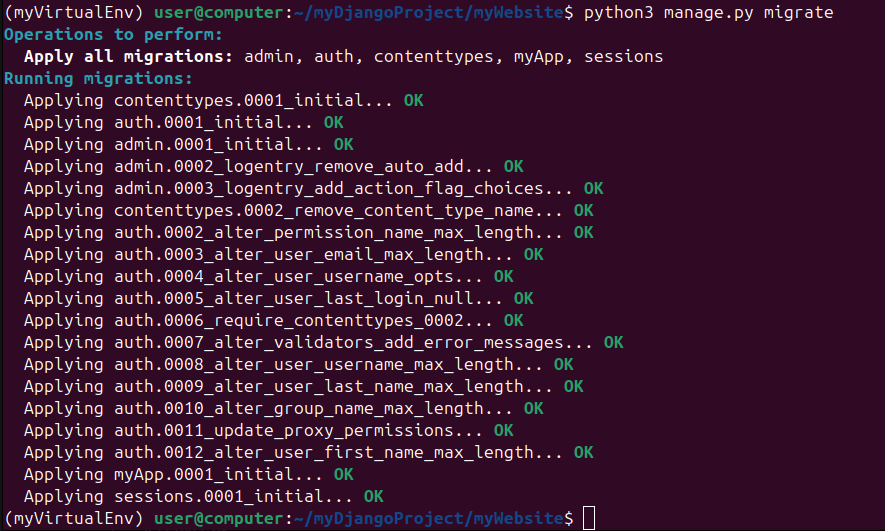 (myVirtualEnv) user@computer:~/myDjangoProject/myWebsite$ python3 manage.py migrate
Operations to perform:
  Apply all migrations: admin, auth, contenttypes, myApp, sessions
Running migrations:
  Applying contenttypes.0001_initial... OK
  Applying auth.0001_initial... OK
  Applying admin.0001_initial... OK
  Applying admin.0002_logentry_remove_auto_add... OK
  Applying admin.0003_logentry_add_action_flag_choices... OK
  Applying contenttypes.0002_remove_content_type_name... OK
  Applying auth.0002_alter_permission_name_max_length... OK
  Applying auth.0003_alter_user_email_max_length... OK
  Applying auth.0004_alter_user_username_opts... OK
  Applying auth.0005_alter_user_last_login_null... OK
  Applying auth.0006_require_contenttypes_0002... OK
  Applying auth.0007_alter_validators_add_error_messages... OK
  Applying auth.0008_alter_user_username_max_length... OK
  Applying auth.0009_alter_user_last_name_max_length... OK
  Applying auth.0010_alter_group_name_max_length... OK
  Applying auth.0011_update_proxy_permissions... OK
  Applying auth.0012_alter_user_first_name_max_length... OK
  Applying myApp.0001_initial... OK
  Applying sessions.0001_initial... OK
(myVirtualEnv) user@computer:~/myDjangoProject/myWebsite$